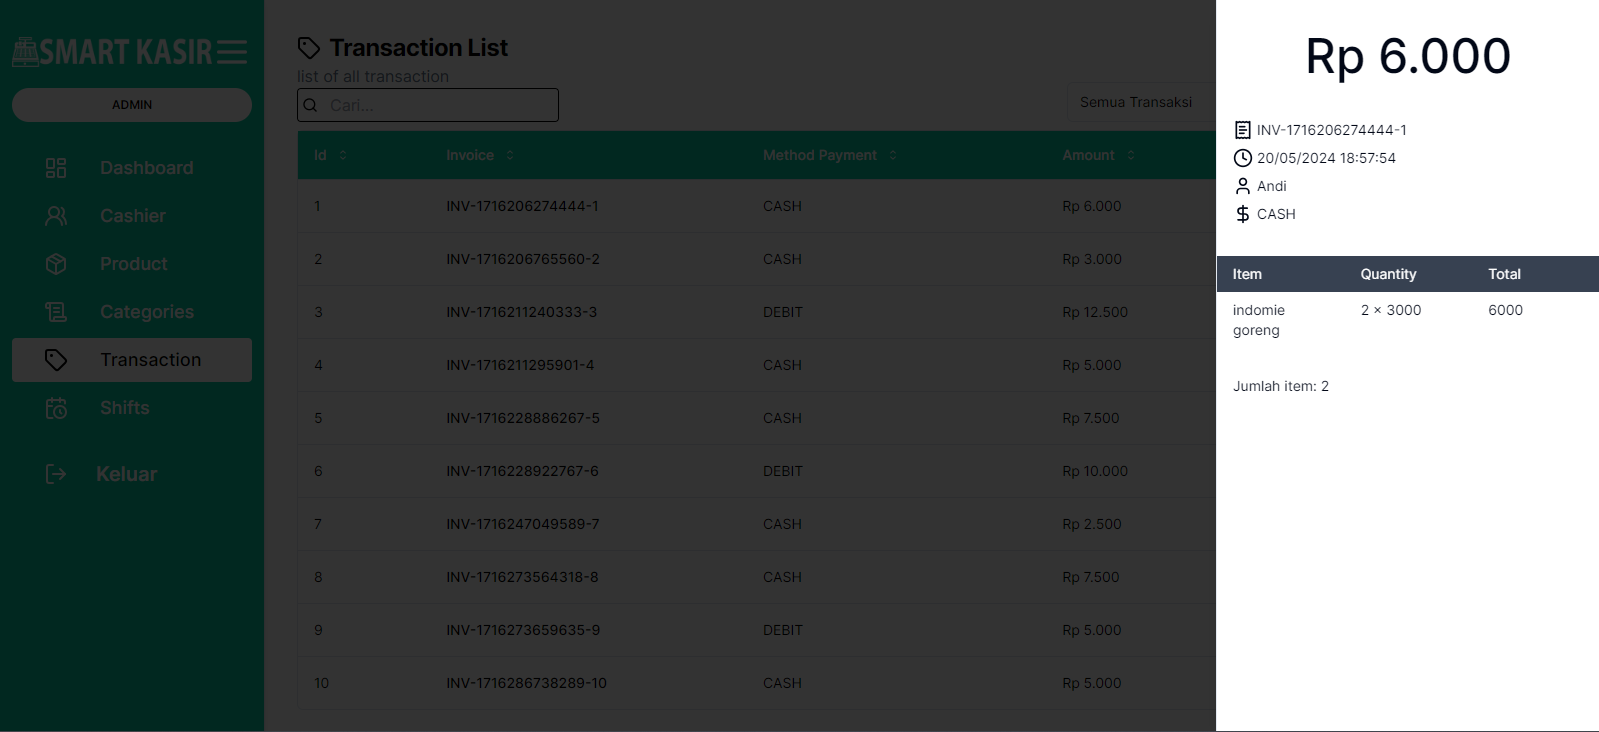 SMART KASIR
ADMIN
Dashboard
Cashier
Product
Categories
Transaction
Shifts
Keluar
Transaction List
list of all transaction
Cari...
Semua Transaksi
Id Invoice Method Payment Amount
1 INV-1716206274444-1 CASH Rp 6.000
2 INV-1716206765560-2 CASH Rp 3.000
3 INV-1716211240333-3 DEBIT Rp 12.500
4 INV-1716211295901-4 CASH Rp 5.000
5 INV-1716228886267-5 CASH Rp 7.500
6 INV-1716228922767-6 DEBIT Rp 10.000
7 INV-1716247049589-7 CASH Rp 2.500
8 INV-1716273564318-8 CASH Rp 7.500
9 INV-1716273659635-9 DEBIT Rp 5.000
10 INV-1716286738289-10 CASH Rp 5.000
Rp 6.000
INV-1716206274444-1
20/05/2024 18:57:54
Andi
CASH
Item Quantity Total
indomie goreng 2 × 3000 6000
Jumlah item: 2